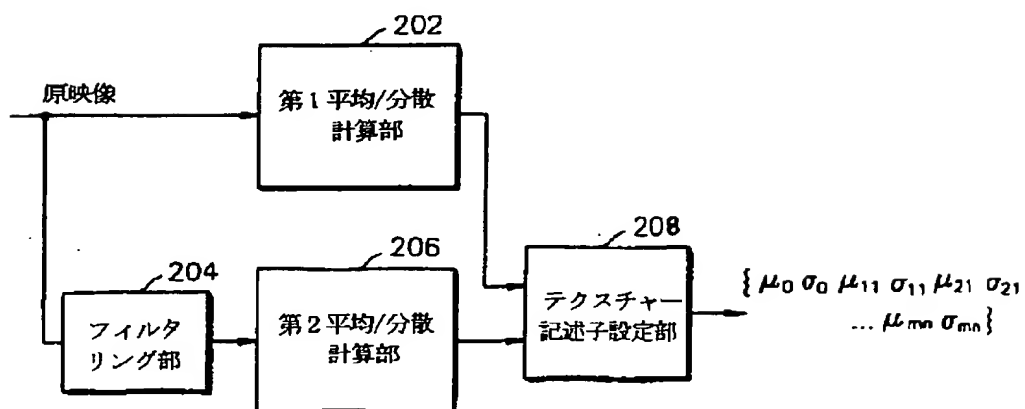 202
原映像
第1平均/分散
計算部
204
フィルタ
リング部
206
第2平均/分散
計算部
208
テクスチャー
記述子設定部
{ μ₀ σ₀ μ₁₁ σ₁₁ μ₂₁ σ₂₁
... μₘₙ σₘₙ }